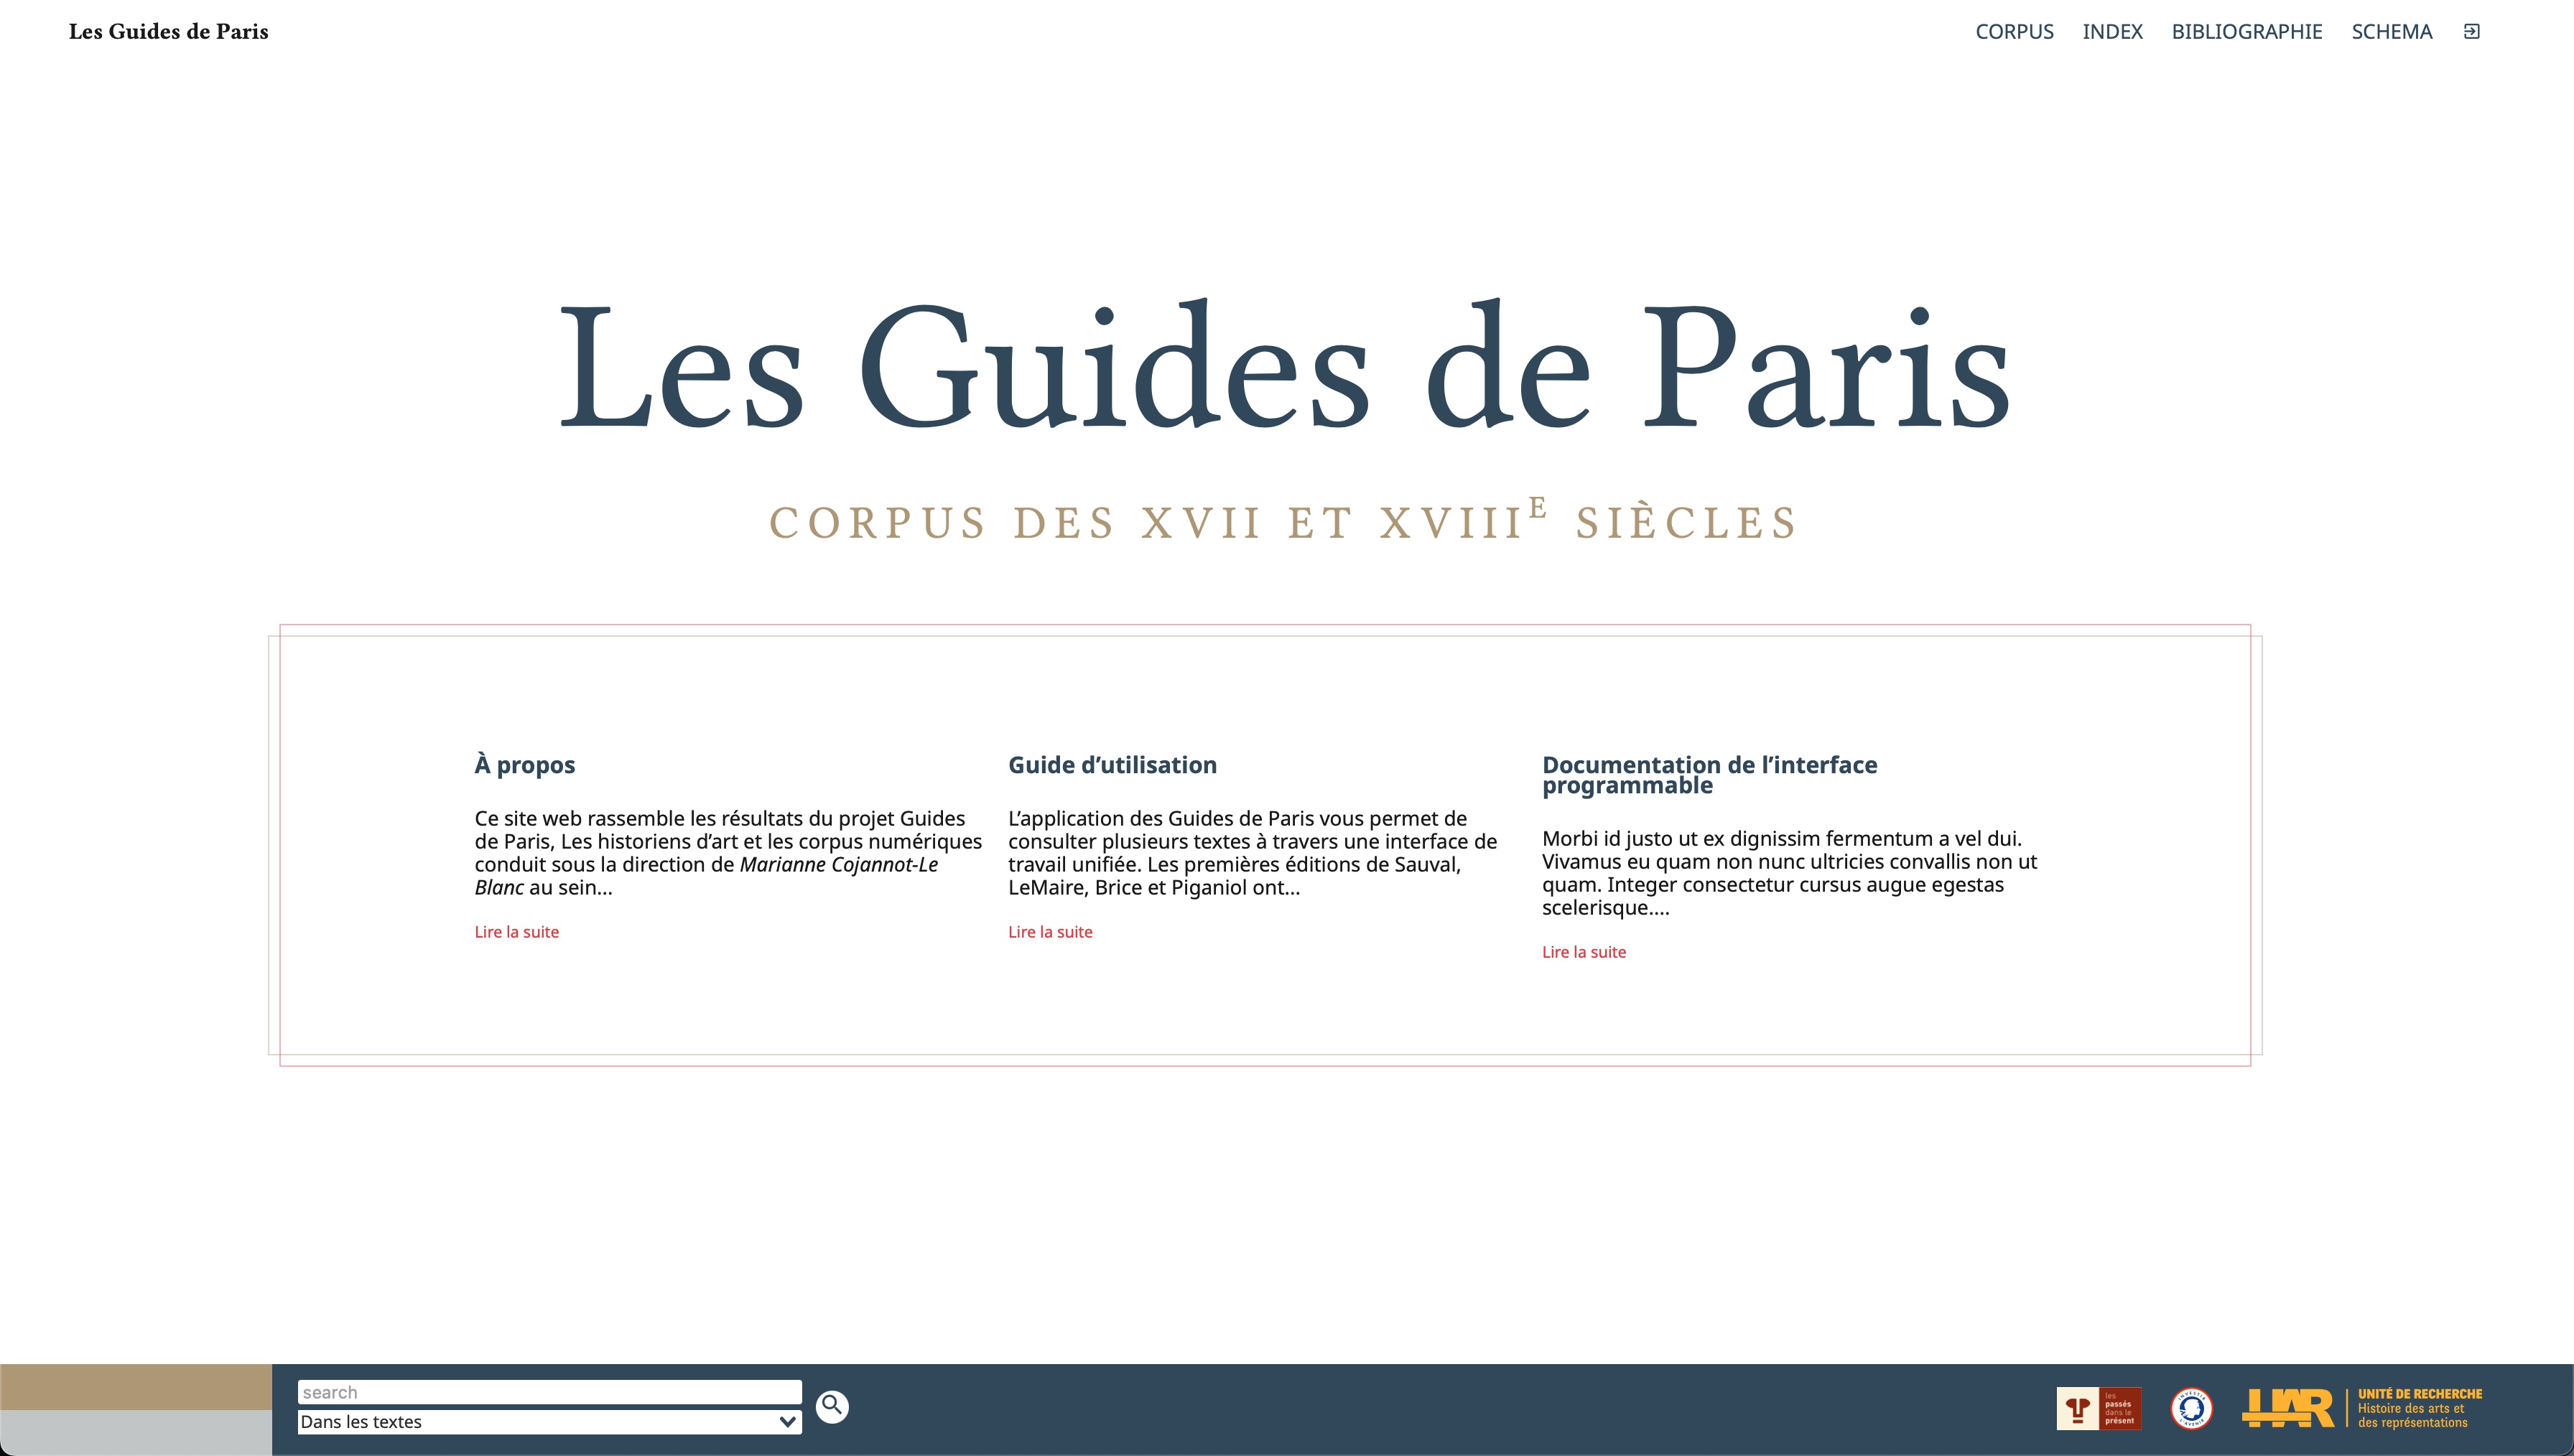 Les Guides de Paris
CORPUS INDEX BIBLIOGRAPHIE SCHEMA
Les Guides de Paris
CORPUS DES XVII ET XVIIIE SIÈCLES
À propos
Ce site web rassemble les résultats du projet Guides
de Paris, Les historiens d’art et les corpus numériques
conduit sous la direction de Marianne Cojannot-Le
Blanc au sein...
Lire la suite
Guide d’utilisation
L’application des Guides de Paris vous permet de
consulter plusieurs textes à travers une interface de
travail unifiée. Les premières éditions de Sauval,
LeMaire, Brice et Piganiol ont...
Lire la suite
Documentation de l’interface
programmable
Morbi id justo ut ex dignissim fermentum a vel dui.
Vivamus eu quam non nunc ultricies convallis non ut
quam. Integer consectetur cursus augue egestas
scelerisque....
Lire la suite
search
Dans les textes
les
passés
dans le
présent
INVESTIR
L'AVENIR
HAR
UNITÉ DE RECHERCHE
Histoire des arts et
des représentations